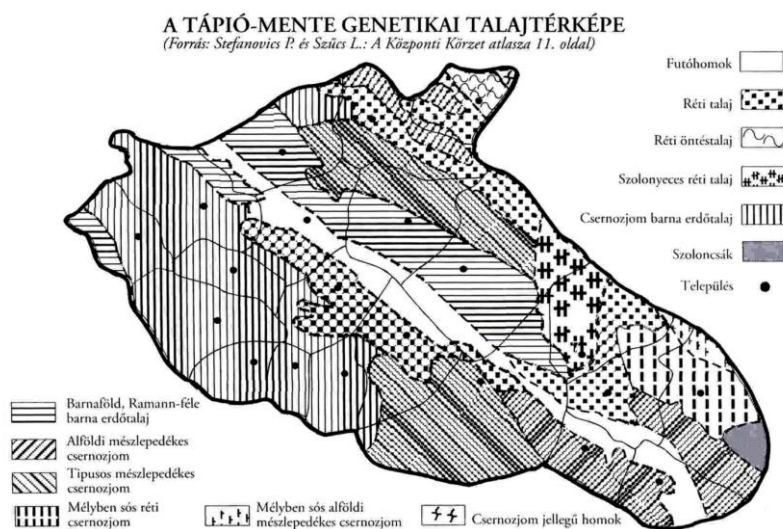 A TÁPIÓ-MENTE GENETIKAI TALAJTÉRKÉPE
(Forrás: Stefanovics P. és Szücs L.: A Központi Körzet atlasza 11. oldal)
Futóhomok
Réti talaj
Réti öntéstalaj
Szolonyeces réti talaj
Csernozjom barna erdőtalaj
Szoloncsák
Település
Barnaföld, Ramann-féle
barna erdőtalaj
Alföldi mészlepedékes
csernozjom
Tipusos mészlepedékes
csernozjom
Mélyben sós réti
csernozjom
Mélyben sós alföldi
mészlepedékes csernozjom
Csernozjom jellegű homok